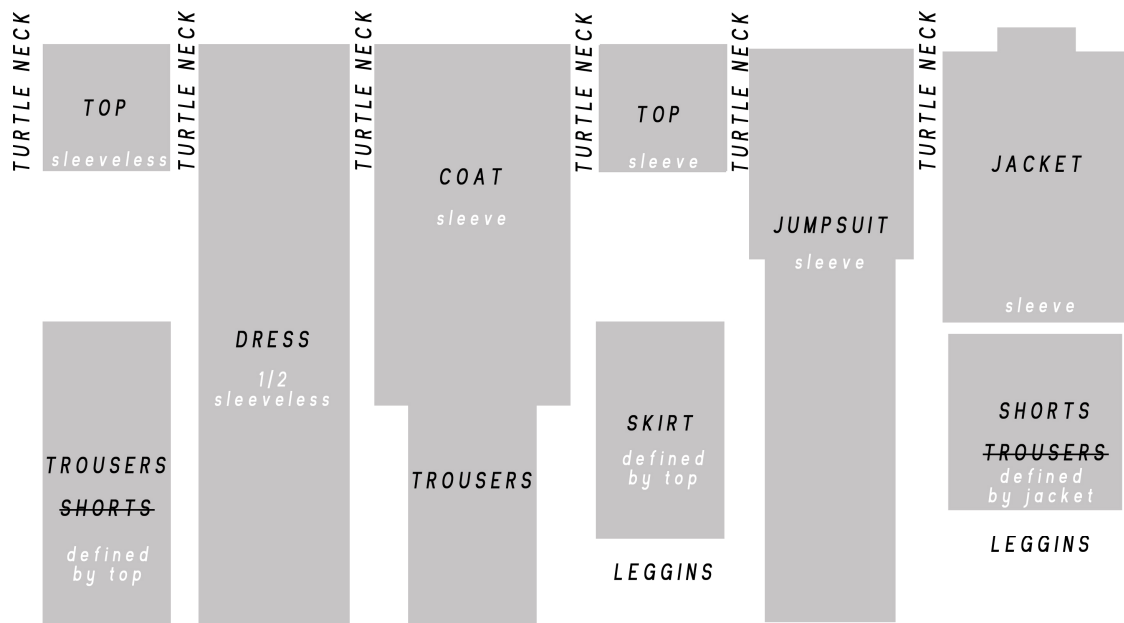 TURTLE NECK
TOP
sleeveless
TROUSERS
SHORTS
defined
by top
TURTLE NECK
DRESS
1/2
sleeveless
TURTLE NECK
COAT
sleeve
TROUSERS
TURTLE NECK
TOP
sleeve
SKIRT
defined
by top
LEGGINS
TURTLE NECK
JUMPSUIT
sleeve
TURTLE NECK
JACKET
sleeve
SHORTS
TROUSERS
defined
by jacket
LEGGINS